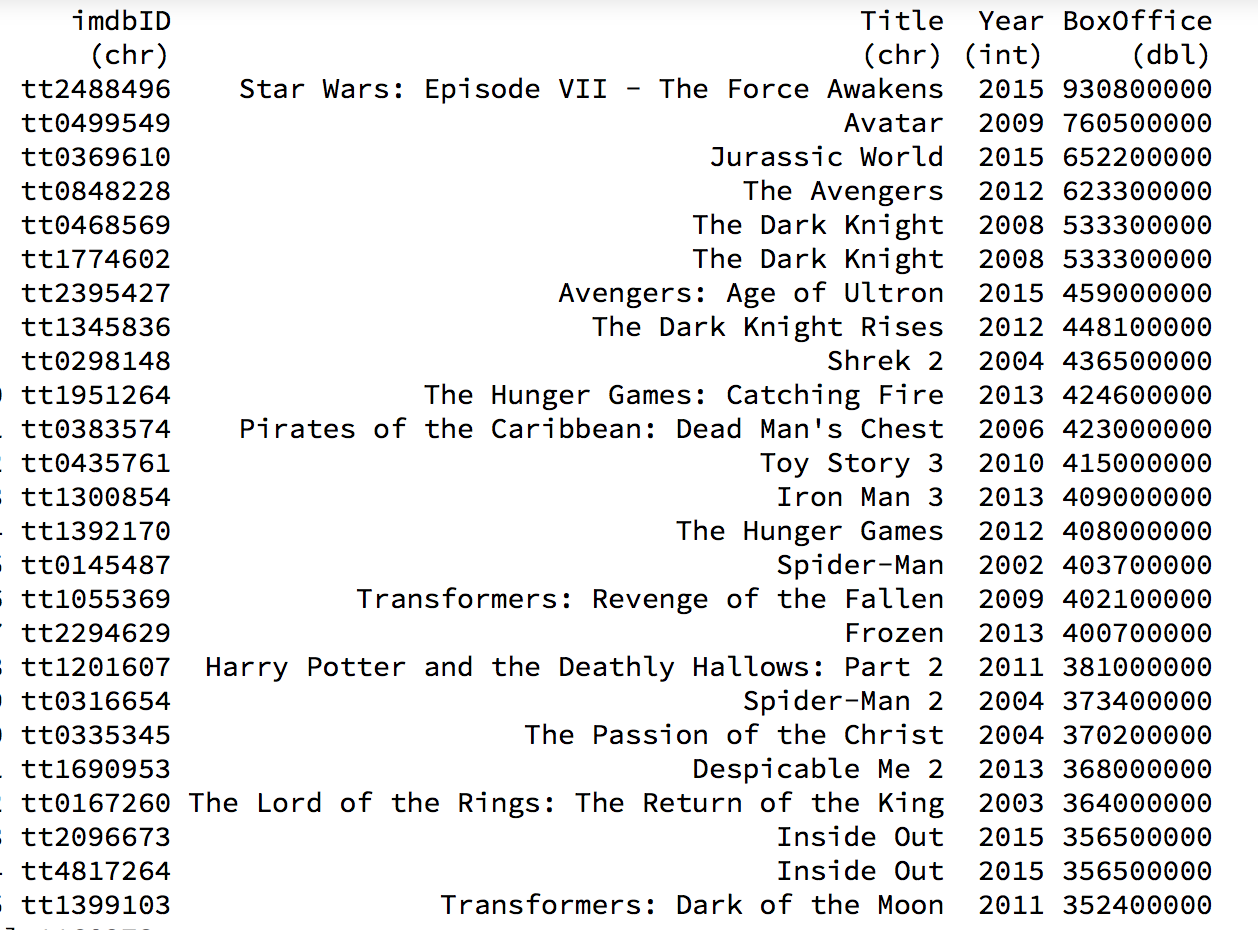 imdbID Title Year BoxOffice
(chr) (chr) (int) (dbl)
tt2488496 Star Wars: Episode VII - The Force Awakens 2015 930800000
tt0499549 Avatar 2009 760500000
tt0369610 Jurassic World 2015 652200000
tt0848228 The Avengers 2012 623300000
tt0468569 The Dark Knight 2008 533300000
tt1774602 The Dark Knight 2008 533300000
tt2395427 Avengers: Age of Ultron 2015 459000000
tt1345836 The Dark Knight Rises 2012 448100000
tt0298148 Shrek 2 2004 436500000
tt1951264 The Hunger Games: Catching Fire 2013 424600000
tt0383574 Pirates of the Caribbean: Dead Man's Chest 2006 423000000
tt0435761 Toy Story 3 2010 415000000
tt1300854 Iron Man 3 2013 409000000
tt1392170 The Hunger Games 2012 408000000
tt0145487 Spider-Man 2002 403700000
tt1055369 Transformers: Revenge of the Fallen 2009 402100000
tt2294629 Frozen 2013 400700000
tt1201607 Harry Potter and the Deathly Hallows: Part 2 2011 381000000
tt0316654 Spider-Man 2 2004 373400000
tt0335345 The Passion of the Christ 2004 370200000
tt1690953 Despicable Me 2 2013 368000000
tt0167260 The Lord of the Rings: The Return of the King 2003 364000000
tt2096673 Inside Out 2015 356500000
tt4817264 Inside Out 2015 356500000
tt1399103 Transformers: Dark of the Moon 2011 352400000